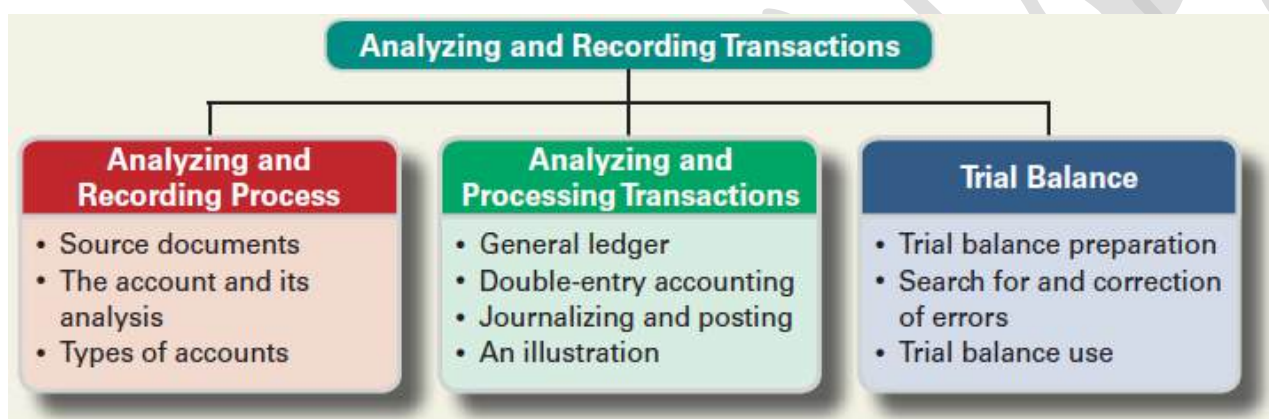 Analyzing and Recording Transactions
Analyzing and
Recording Process
• Source documents
• The account and its
analysis
• Types of accounts
Analyzing and
Processing Transactions
• General ledger
• Double-entry accounting
• Journalizing and posting
• An illustration
Trial Balance
• Trial balance preparation
• Search for and correction
of errors
• Trial balance use